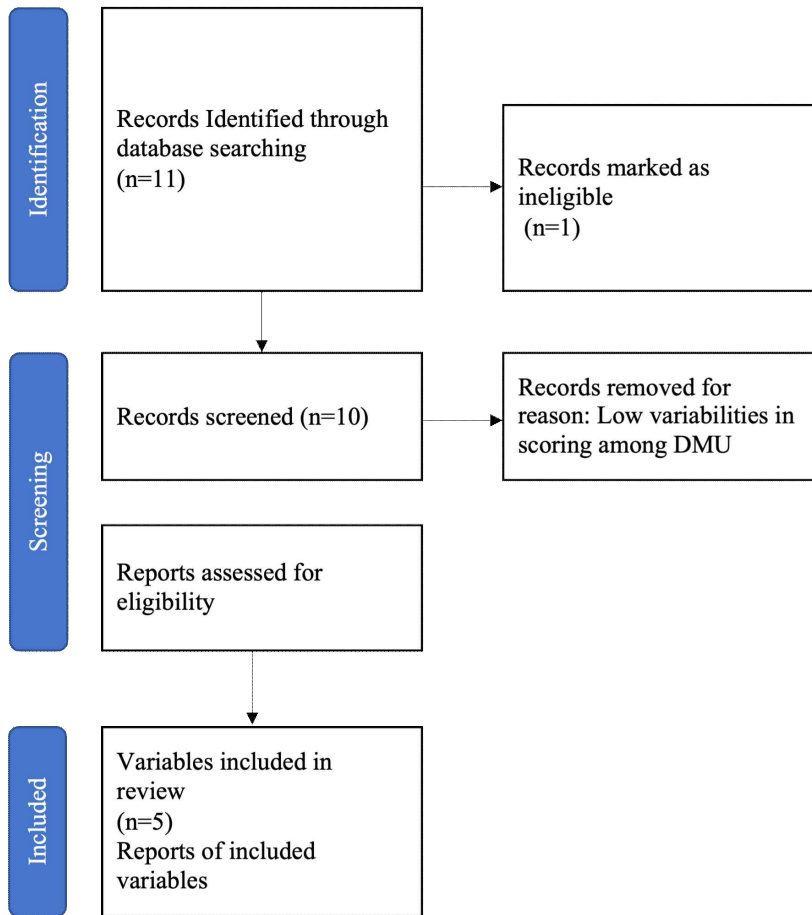 Identification
Records Identified through
database searching
(n=11)
Records marked as
ineligible
(n=1)
Screening
Records screened (n=10)
Records removed for
reason: Low variabilities in
scoring among DMU
Reports assessed for
eligibility
Included
Variables included in
review
(n=5)
Reports of included
variables